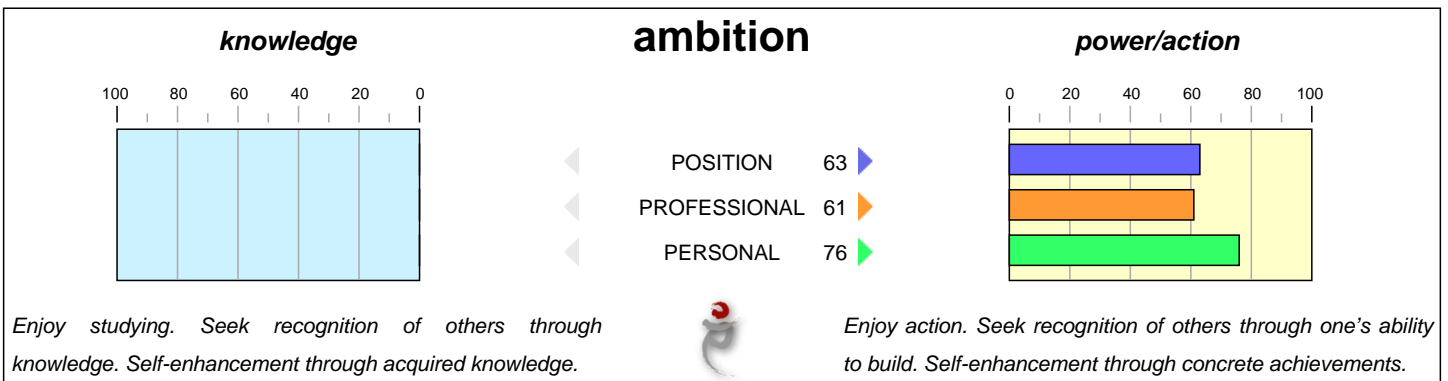 knowledge
ambition
power/action
100 80 60 40 20 0
0 20 40 60 80 100
POSITION 63
PROFESSIONAL 61
PERSONAL 76
Enjoy studying. Seek recognition of others through
knowledge. Self-enhancement through acquired knowledge.
Enjoy action. Seek recognition of others through one's ability
to build. Self-enhancement through concrete achievements.